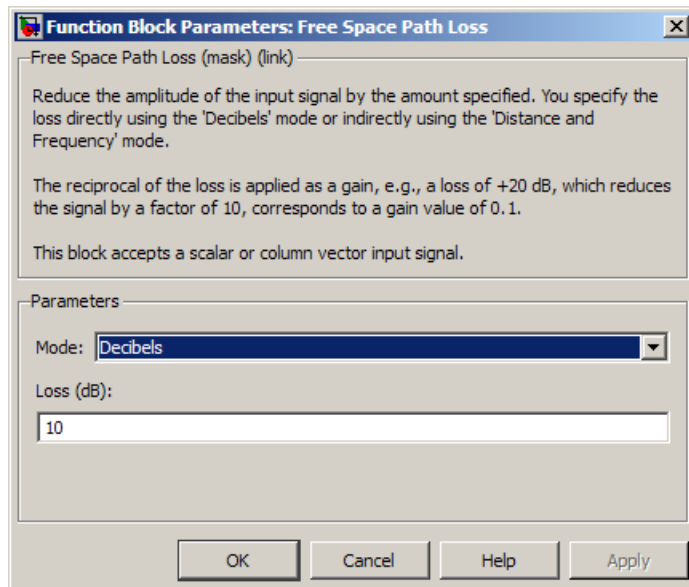 Function Block Parameters: Free Space Path Loss
Free Space Path Loss (mask) (link)
Reduce the amplitude of the input signal by the amount specified. You specify the
loss directly using the 'Decibels' mode or indirectly using the 'Distance and
Frequency' mode.
The reciprocal of the loss is applied as a gain, e.g., a loss of +20 dB, which reduces
the signal by a factor of 10, corresponds to a gain value of 0.1.
This block accepts a scalar or column vector input signal.
Parameters
Mode: Decibels
Loss (dB):
10
OK Cancel Help Apply